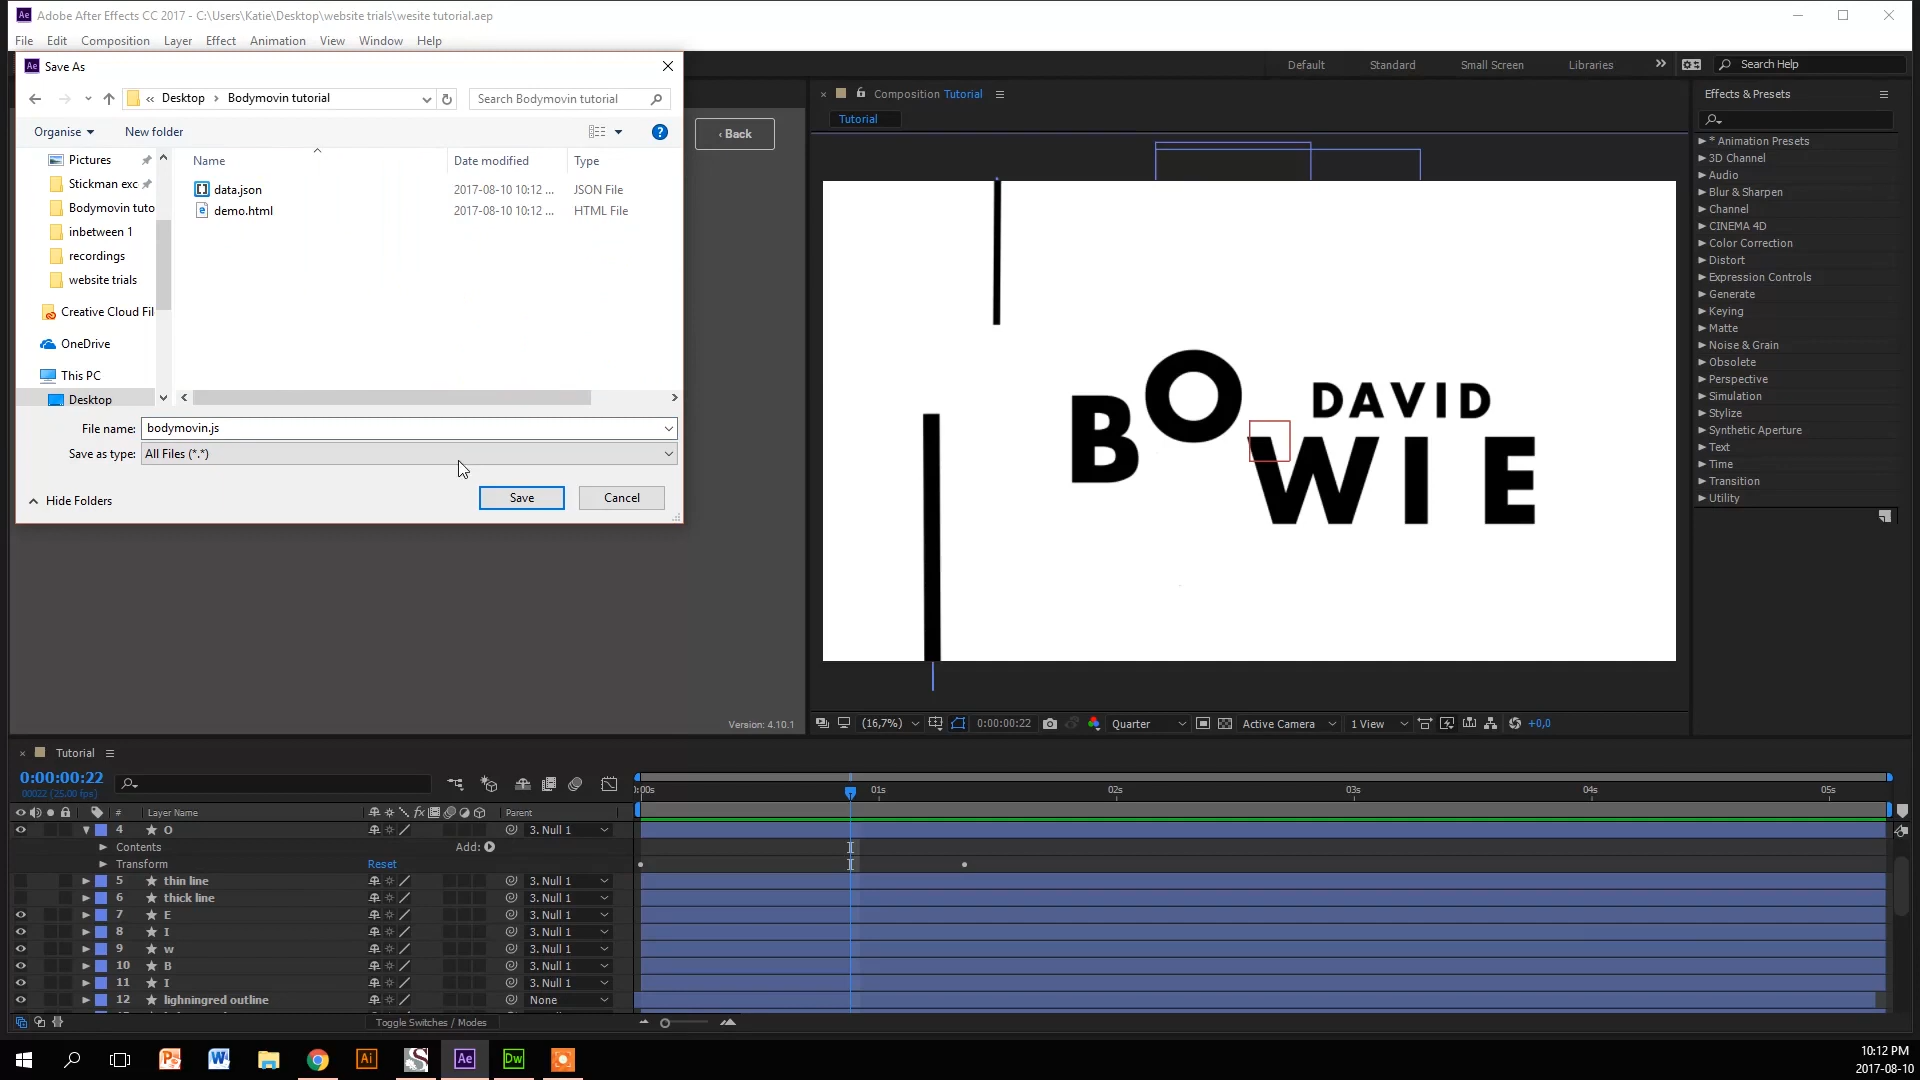 Adobe After Effects CC 2017 - C:\Users\Katie\Desktop\website trials\wesite tutorial.aep
File Edit Composition Layer Effect Animation View Window Help
Save As
Default Standard Small Screen Libraries Search Help
« Desktop › Bodymovin tutorial Search Bodymovin tutorial
Organise New folder
‹ Back
Name Date modified Type
Pictures
Stickman exc
Bodymovin tuto
inbetween 1
recordings
website trials
Creative Cloud Fil
OneDrive
This PC
Desktop
data.json 2017-08-10 10:12 ... JSON File
demo.html 2017-08-10 10:12 ... HTML File
File name: bodymovin.js
Save as type: All Files (*.*)
Hide Folders Save Cancel
Version: 4.10.1
Composition Tutorial
Tutorial
DAVID
BOWIE
(16,7%) 0:00:00:22 Quarter Active Camera 1 View +0,0
Effects & Presets
* Animation Presets
3D Channel
Audio
Blur & Sharpen
Channel
CINEMA 4D
Color Correction
Distort
Expression Controls
Generate
Keying
Matte
Noise & Grain
Obsolete
Perspective
Simulation
Stylize
Synthetic Aperture
Text
Time
Transition
Utility
Tutorial
0:00:00:22
00022 (25.00 fps)
:00s 01s 02s 03s 04s 05s
# Layer Name fx Parent
4 O 3. Null 1
Contents Add:
Transform Reset
5 thin line 3. Null 1
6 thick line 3. Null 1
7 E 3. Null 1
8 I 3. Null 1
9 w 3. Null 1
10 B 3. Null 1
11 I 3. Null 1
12 lighningred outline None
Toggle Switches / Modes
Ai Ae Dw
10:12 PM
2017-08-10